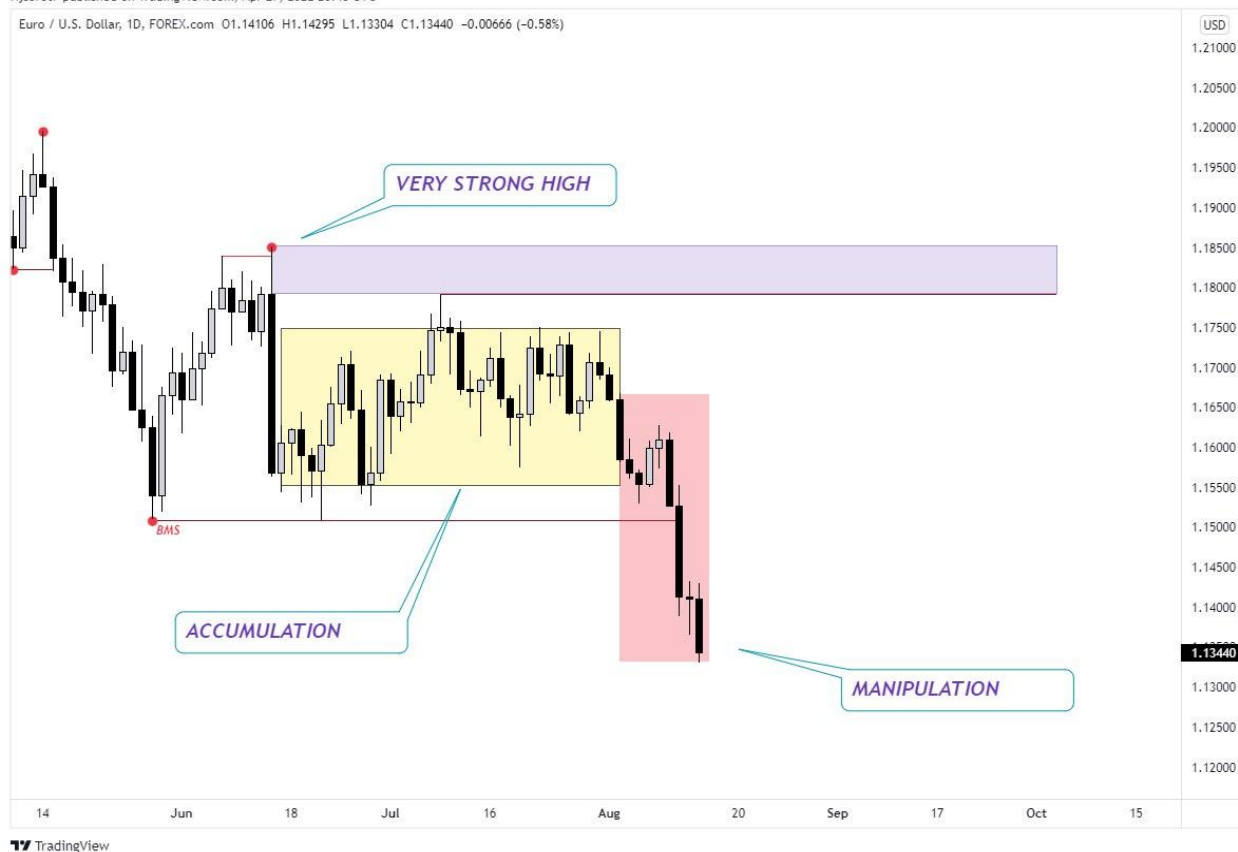 Euro / U.S. Dollar, 1D, FOREX.com O1.14106 H1.14295 L1.13304 C1.13440 −0.00666 (−0.58%)
USD
1.21000
1.20500
1.20000
1.19500
1.19000
1.18500
1.18000
1.17500
1.17000
1.16500
1.16000
1.15500
1.15000
1.14500
1.14000
1.13440
1.13000
1.12500
1.12000
VERY STRONG HIGH
BMS
ACCUMULATION
MANIPULATION
14 Jun 18 Jul 16 Aug 20 Sep 17 Oct 15
TradingView